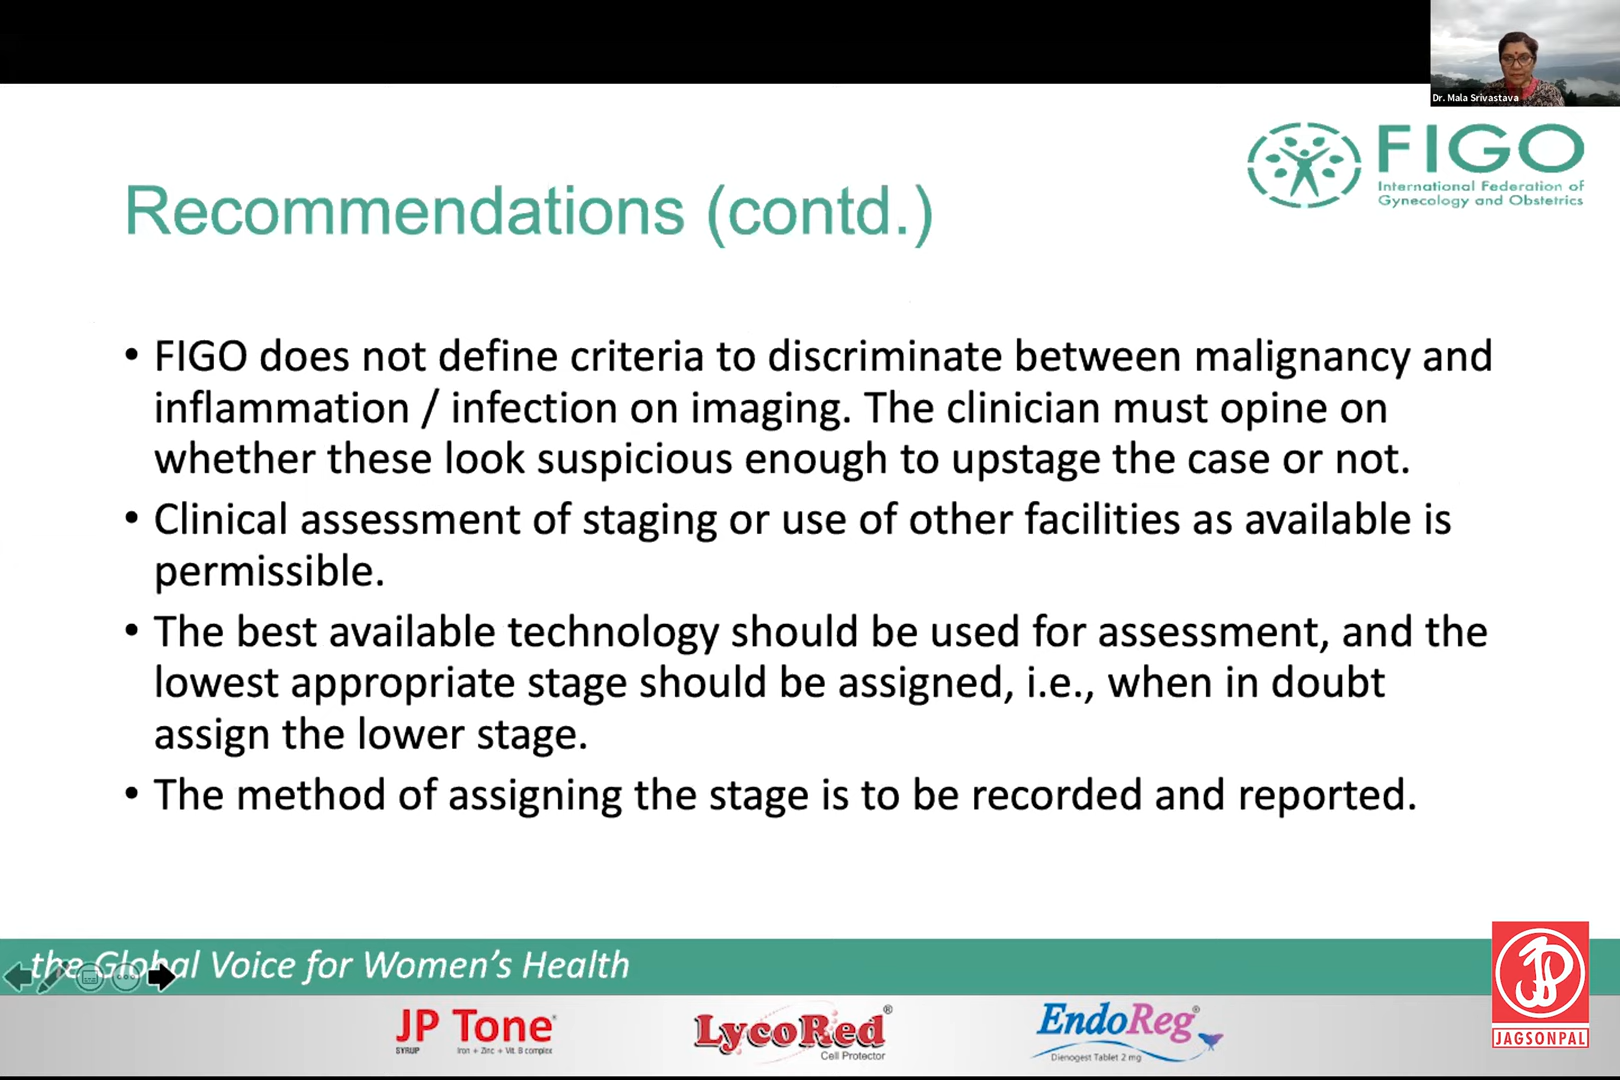 Dr. Mala Srivastava
FIGO
International Federation of
Gynecology and Obstetrics
Recommendations (contd.)
• FIGO does not define criteria to discriminate between malignancy and
inflammation / infection on imaging. The clinician must opine on
whether these look suspicious enough to upstage the case or not.
• Clinical assessment of staging or use of other facilities as available is
permissible.
• The best available technology should be used for assessment, and the
lowest appropriate stage should be assigned, i.e., when in doubt
assign the lower stage.
• The method of assigning the stage is to be recorded and reported.
the Global Voice for Women's Health
JP Tone
SYRUP Iron + Zinc + Vit. B complex
LycoRed®
Cell Protector
EndoReg®
Dienogest Tablet 2 mg
JAGSONPAL